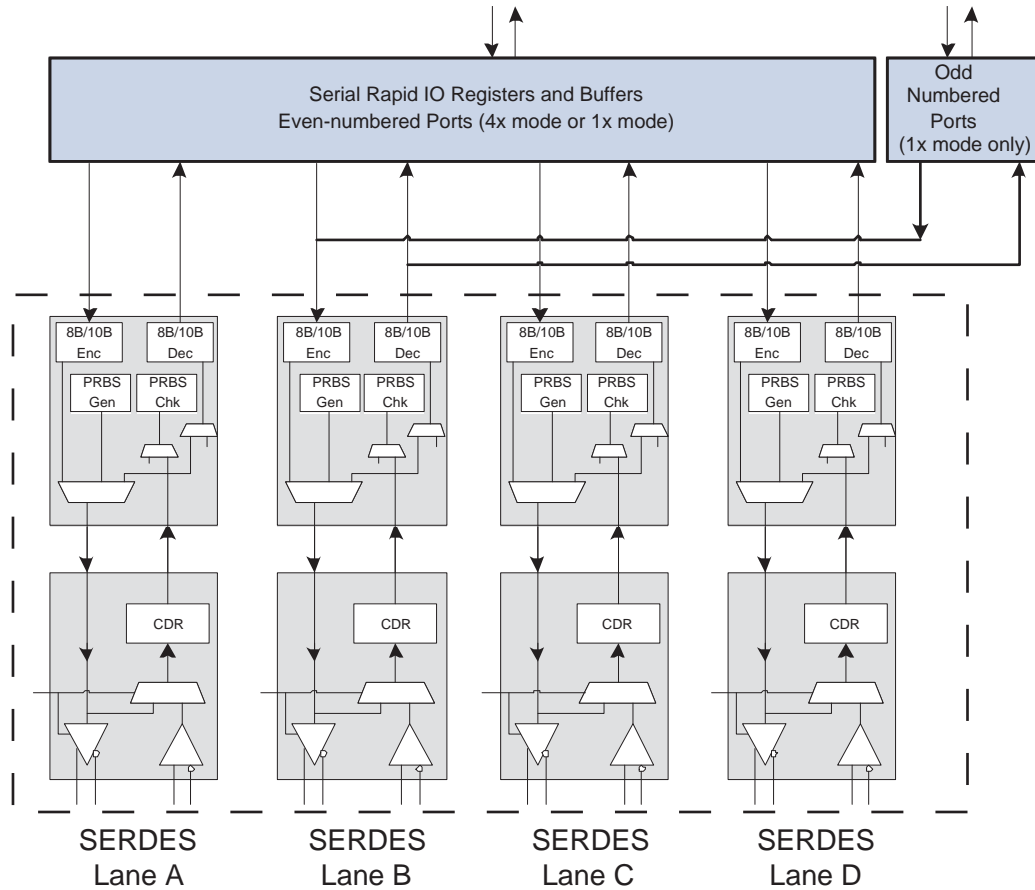 Serial Rapid IO Registers and Buffers
Even-numbered Ports (4x mode or 1x mode)
Odd
Numbered
Ports
(1x mode only)
8B/10B
Enc
8B/10B
Dec
PRBS
Gen
PRBS
Chk
CDR
8B/10B
Enc
8B/10B
Dec
PRBS
Gen
PRBS
Chk
CDR
8B/10B
Enc
8B/10B
Dec
PRBS
Gen
PRBS
Chk
CDR
8B/10B
Enc
8B/10B
Dec
PRBS
Gen
PRBS
Chk
CDR
SERDES
Lane A
SERDES
Lane B
SERDES
Lane C
SERDES
Lane D